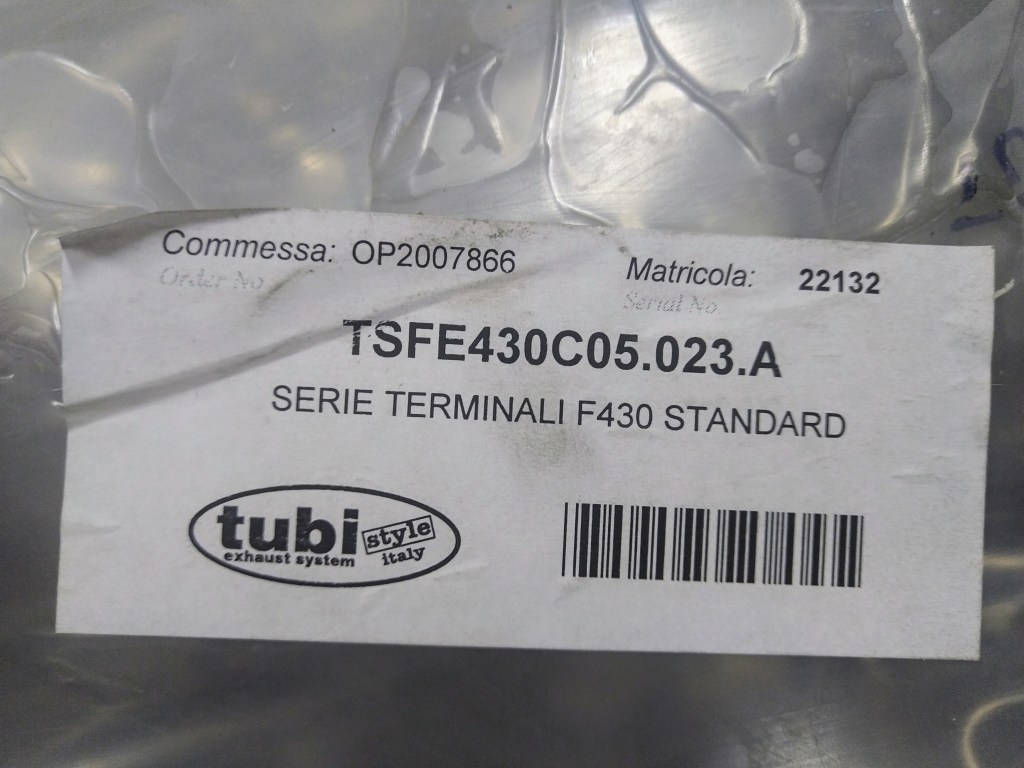 Commessa: OP2007866
Order No
Matricola: 22132
Serial No
TSFE430C05.023.A
SERIE TERMINALI F430 STANDARD
tubi
exhaust system
style
italy